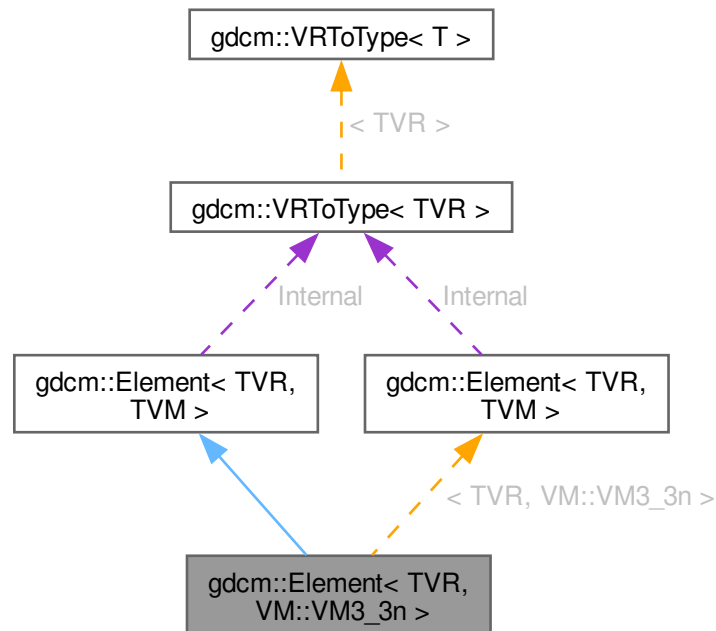 gdcm::VRToType< T >
< TVR >
gdcm::VRToType< TVR >
Internal
Internal
gdcm::Element< TVR,
TVM >
gdcm::Element< TVR,
TVM >
< TVR, VM::VM3_3n >
gdcm::Element< TVR,
VM::VM3_3n >